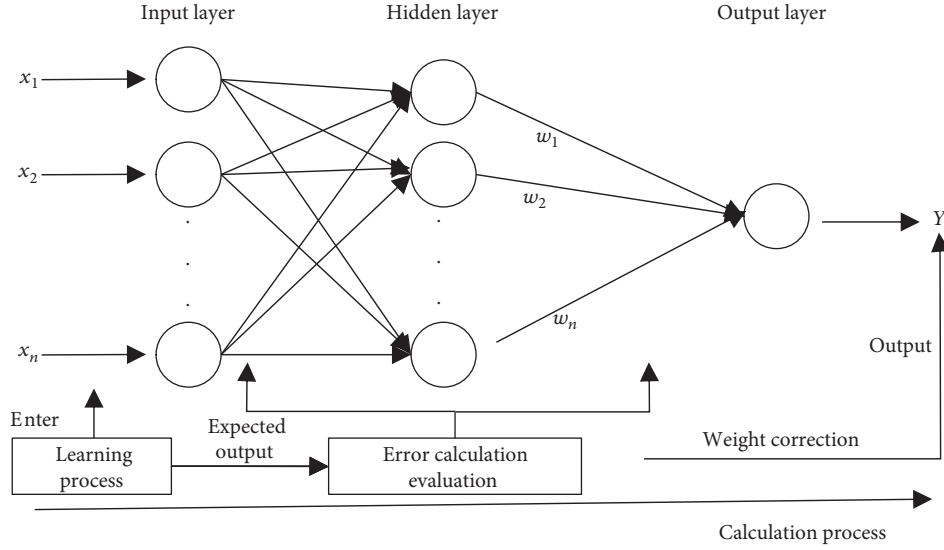 Input layer
Hidden layer
Output layer
x1
x2
xn
w1
w2
wn
Y
Output
Enter
Learning
process
Expected
output
Error calculation
evaluation
Weight correction
Calculation process